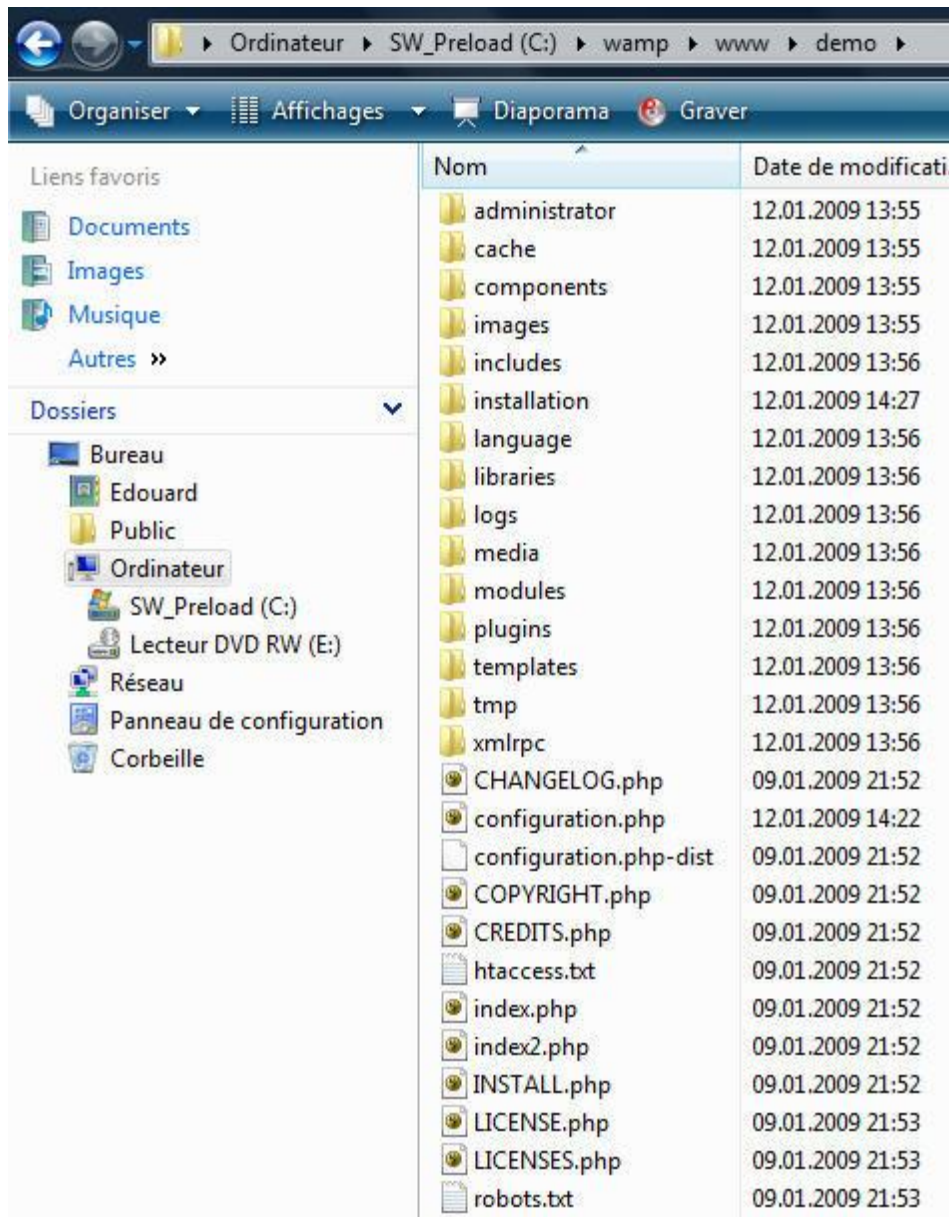 Ordinateur ▸ SW_Preload (C:) ▸ wamp ▸ www ▸ demo ▸
Organiser Affichages Diaporama Graver
Liens favoris
Documents
Images
Musique
Autres »
Dossiers
Bureau
Edouard
Public
Ordinateur
SW_Preload (C:)
Lecteur DVD RW (E:)
Réseau
Panneau de configuration
Corbeille
Nom Date de modificati
administrator 12.01.2009 13:55
cache 12.01.2009 13:55
components 12.01.2009 13:55
images 12.01.2009 13:55
includes 12.01.2009 13:56
installation 12.01.2009 14:27
language 12.01.2009 13:56
libraries 12.01.2009 13:56
logs 12.01.2009 13:56
media 12.01.2009 13:56
modules 12.01.2009 13:56
plugins 12.01.2009 13:56
templates 12.01.2009 13:56
tmp 12.01.2009 13:56
xmlrpc 12.01.2009 13:56
CHANGELOG.php 09.01.2009 21:52
configuration.php 12.01.2009 14:22
configuration.php-dist 09.01.2009 21:52
COPYRIGHT.php 09.01.2009 21:52
CREDITS.php 09.01.2009 21:52
htaccess.txt 09.01.2009 21:52
index.php 09.01.2009 21:52
index2.php 09.01.2009 21:52
INSTALL.php 09.01.2009 21:52
LICENSE.php 09.01.2009 21:53
LICENSES.php 09.01.2009 21:53
robots.txt 09.01.2009 21:53